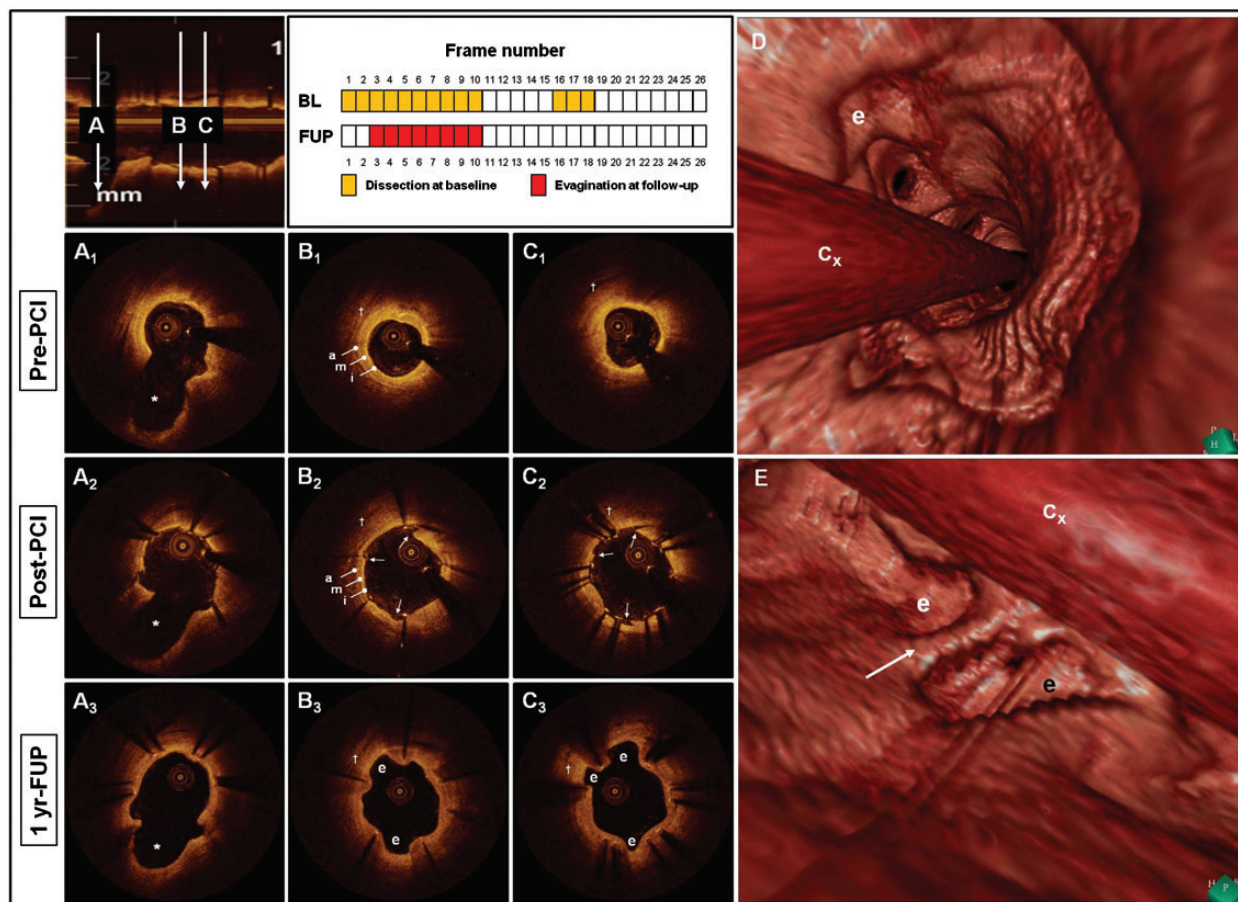 1
2
A
B
C
2
mm
Frame number
1 2 3 4 5 6 7 8 9 10 11 12 13 14 15 16 17 18 19 20 21 22 23 24 25 26
BL
FUP
1 2 3 4 5 6 7 8 9 10 11 12 13 14 15 16 17 18 19 20 21 22 23 24 25 26
Dissection at baseline
Evagination at follow-up
Pre-PCI
A1
*
B1
†
a
m
i
C1
†
Post-PCI
A2
*
B2
†
a
m
i
C2
†
1 yr-FUP
A3
*
B3
†
e
e
C3
†
e
e
e
D
e
Cx
P
H
L
E
Cx
e
e
H
P